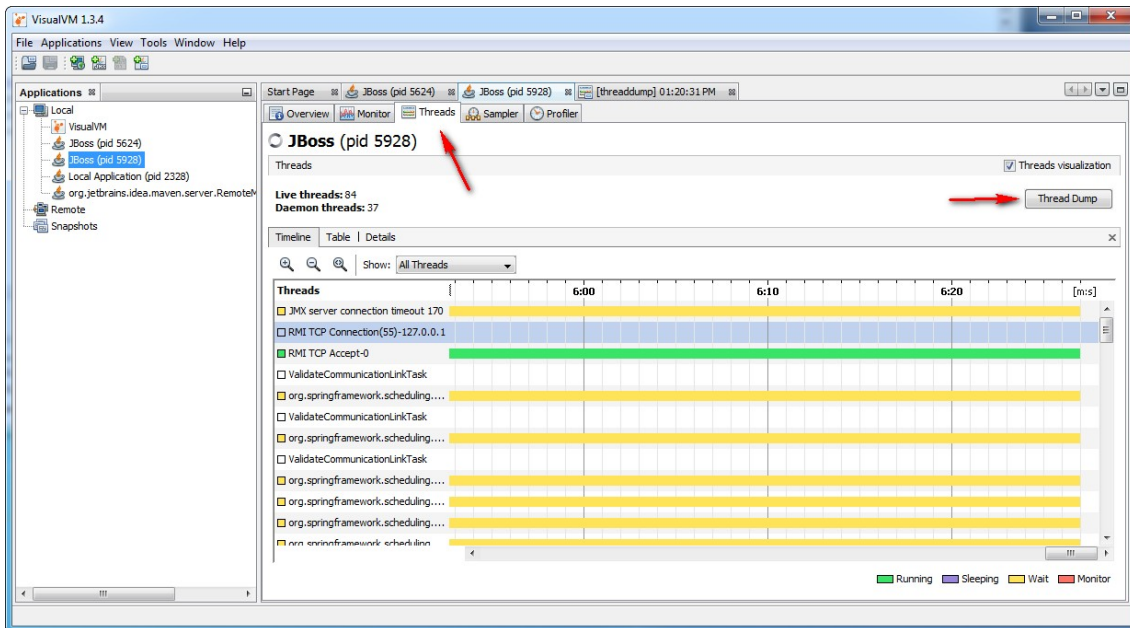 VisualVM 1.3.4
File Applications View Tools Window Help
Applications
Local
VisualVM
JBoss (pid 5624)
JBoss (pid 5928)
Local Application (pid 2328)
org.jetbrains.idea.maven.server.RemoteM
Remote
Snapshots
Start Page JBoss (pid 5624) JBoss (pid 5928) [threaddump] 01:20:31 PM
Overview Monitor Threads Sampler Profiler
JBoss (pid 5928)
Threads Threads visualization
Live threads: 84
Daemon threads: 37
Thread Dump
Timeline Table Details
Show: All Threads
Threads 6:00 6:10 6:20 [m:s]
JMX server connection timeout 170
RMI TCP Connection(55)-127.0.0.1
RMI TCP Accept-0
ValidateCommunicationLinkTask
org.springframework.scheduling....
ValidateCommunicationLinkTask
org.springframework.scheduling....
ValidateCommunicationLinkTask
org.springframework.scheduling....
org.springframework.scheduling....
org.springframework.scheduling....
org.springframework.scheduling
Running Sleeping Wait Monitor